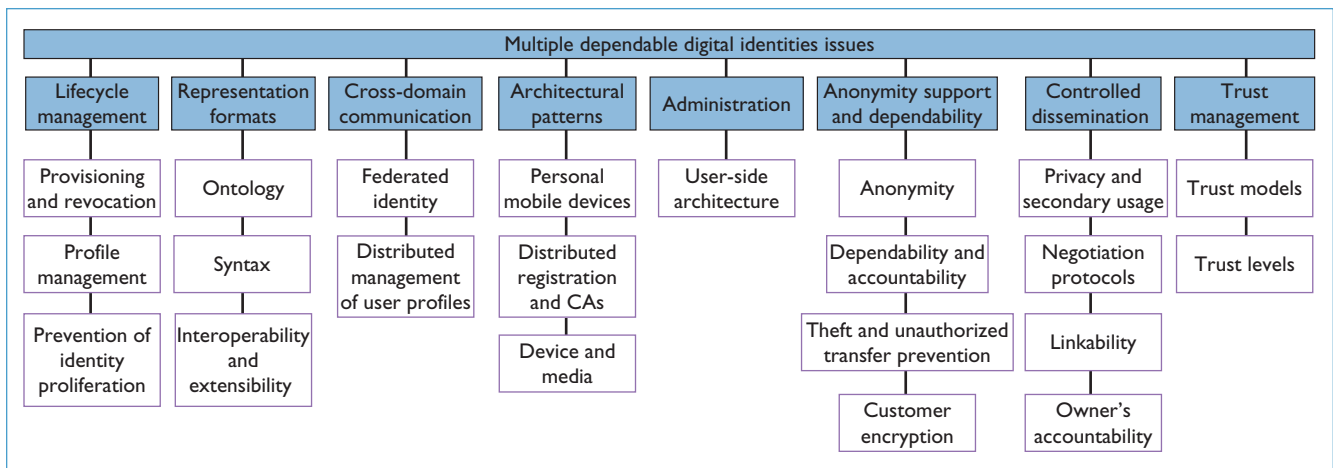 Multiple dependable digital identities issues
Lifecycle
management
Representation
formats
Cross-domain
communication
Architectural
patterns
Administration
Anonymity support
and dependability
Controlled
dissemination
Trust
management
Provisioning
and revocation
Profile
management
Prevention of
identity
proliferation
Ontology
Syntax
Interoperability
and
extensibility
Federated
identity
Distributed
management
of user profiles
Personal
mobile devices
Distributed
registration
and CAs
Device and
media
User-side
architecture
Anonymity
Dependability and
accountability
Theft and unauthorized
transfer prevention
Customer
encryption
Privacy and
secondary usage
Negotiation
protocols
Linkability
Owner's
accountability
Trust models
Trust levels